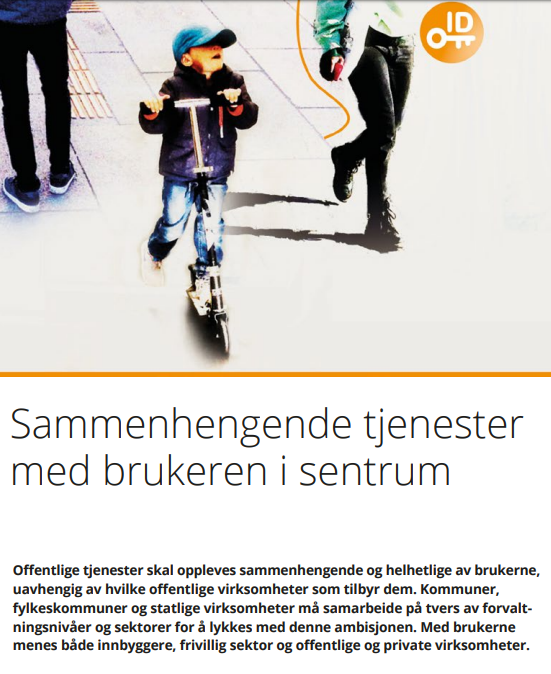 ID
Sammenhengende tjenester
med brukeren i sentrum
Offentlige tjenester skal oppleves sammenhengende og helhetlige av brukerne,
uavhengig av hvilke offentlige virksomheter som tilbyr dem. Kommuner,
fylkeskommuner og statlige virksomheter må samarbeide på tvers av forvalt-
ningsnivåer og sektorer for å lykkes med denne ambisjonen. Med brukerne
menes både innbyggere, frivillig sektor og offentlige og private virksomheter.